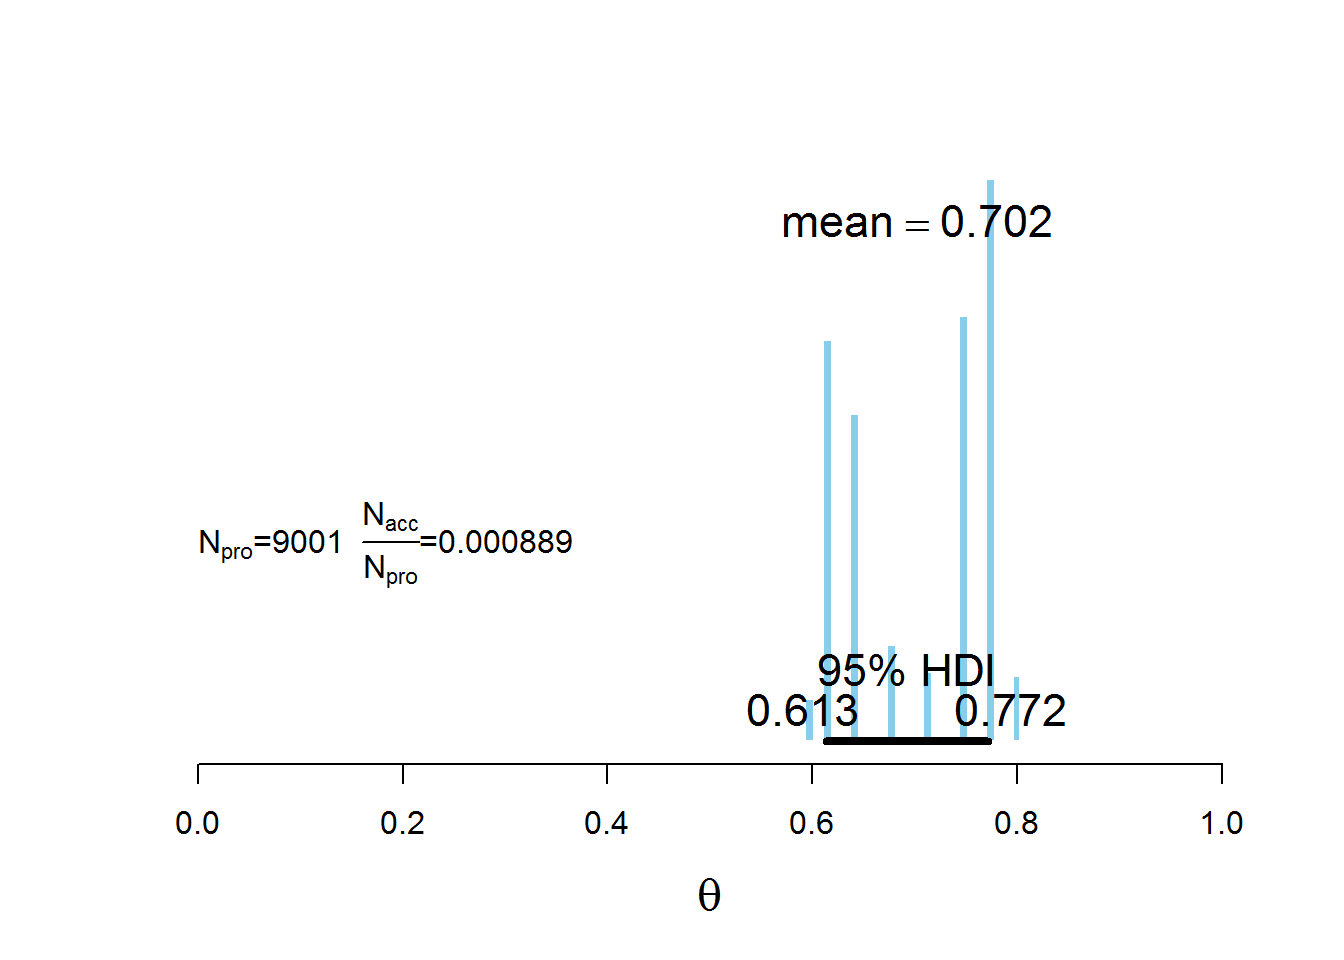 mean = 0.702
N_pro=9001 N_acc/N_pro=0.000889
95% HDI
0.613 0.772
0.0 0.2 0.4 0.6 0.8 1.0
θ